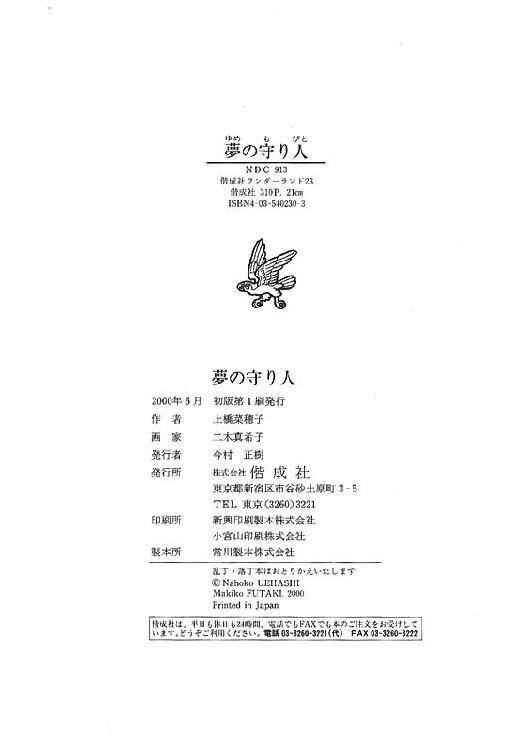 ゆめ も びと
夢の守り人
NDC 913
偕成社ワンダーランド23
偕成社 310P. 21cm
ISBN4-03-540230-3
夢の守り人
2000年6月 初版第1刷発行
作者 上橋菜穂子
画家 二木真希子
発行者 今村 正樹
発行所 株式会社 偕成社
東京都新宿区市谷砂土原町3-5
TEL 東京(3260)3221
印刷所 新興印刷製本株式会社
小宮山印刷株式会社
製本所 常川製本株式会社
乱丁・落丁本はおとりかえいたします
© Nahoko UEHASHI
Makiko FUTAKI. 2000
Printed in Japan
偕成社は、平日も休日も24時間、電話でもFAXでも本のご注文をお受けして
います。どうぞご利用ください。電話03-3260-3221(代) FAX 03-3260-3222